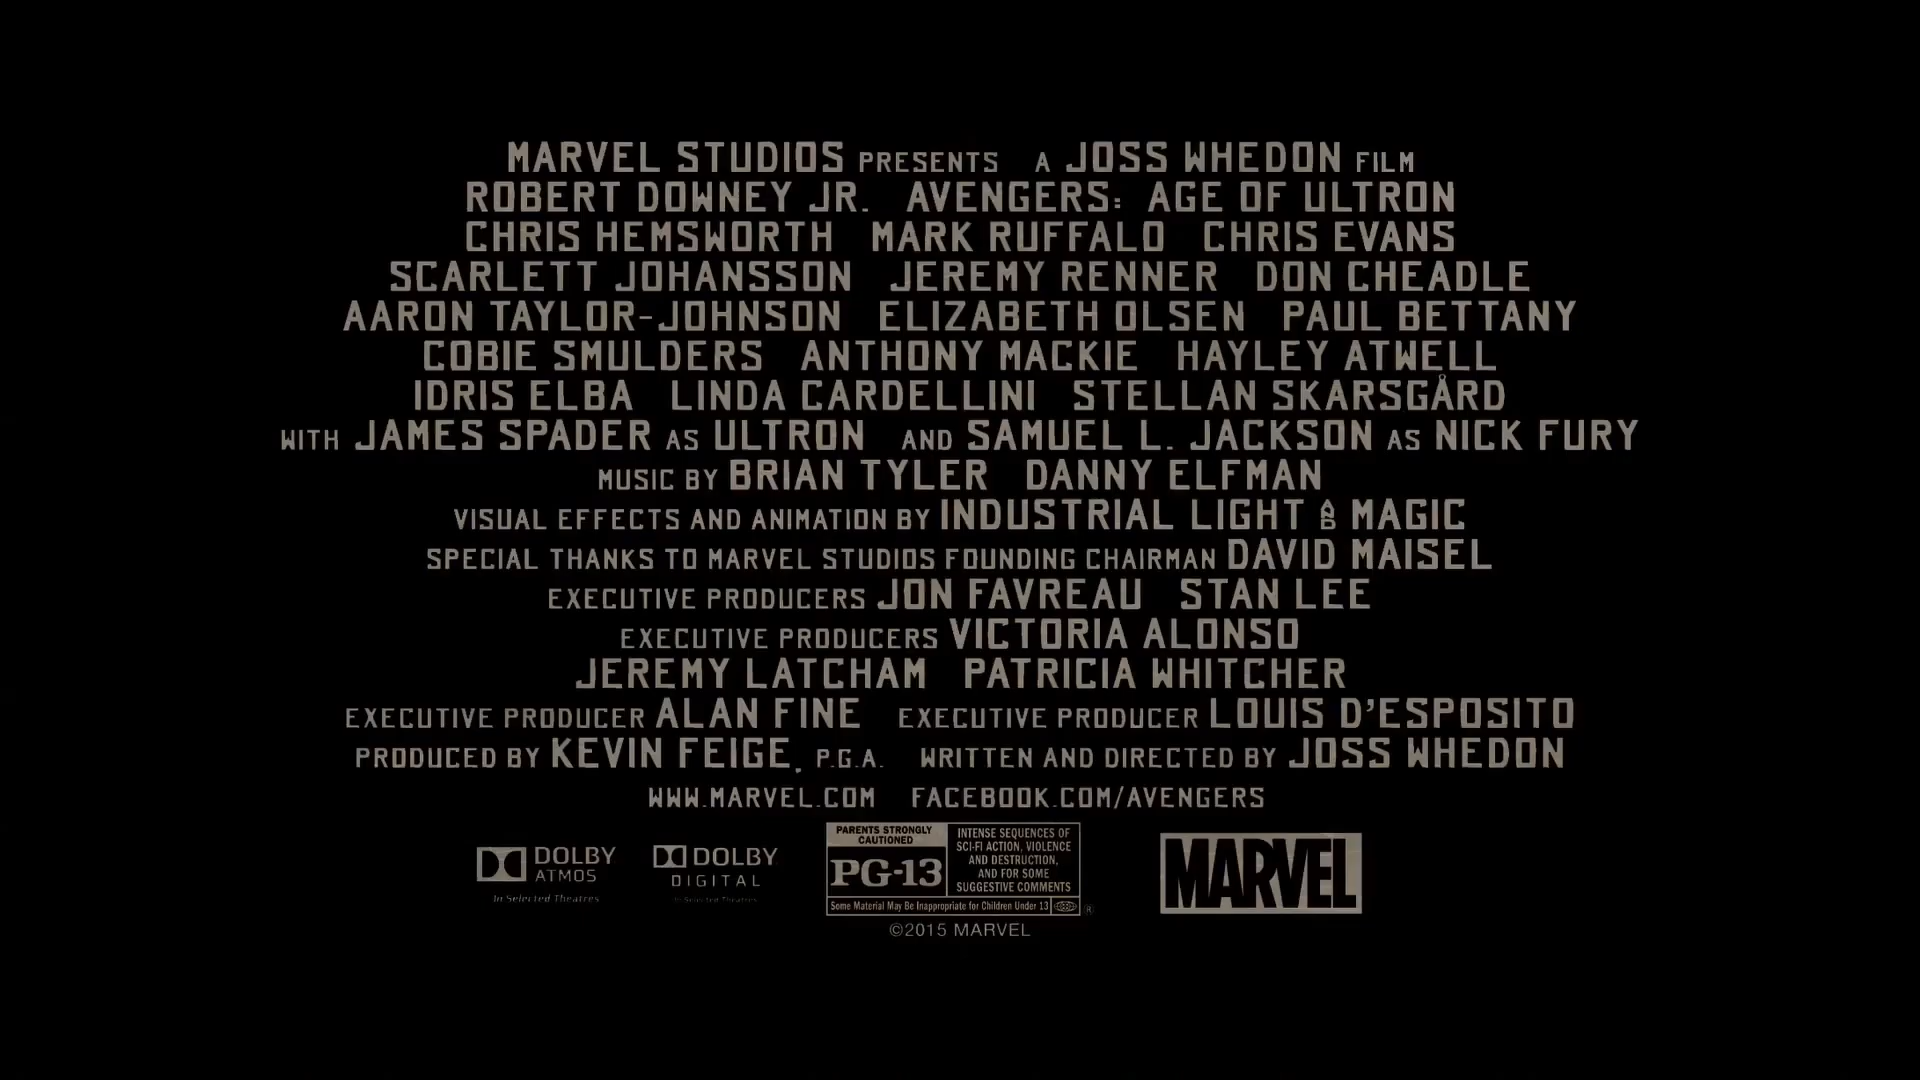 MARVEL STUDIOS PRESENTS A JOSS WHEDON FILM
ROBERT DOWNEY JR. AVENGERS: AGE OF ULTRON
CHRIS HEMSWORTH MARK RUFFALO CHRIS EVANS
SCARLETT JOHANSSON JEREMY RENNER DON CHEADLE
AARON TAYLOR-JOHNSON ELIZABETH OLSEN PAUL BETTANY
COBIE SMULDERS ANTHONY MACKIE HAYLEY ATWELL
IDRIS ELBA LINDA CARDELLINI STELLAN SKARSGÅRD
WITH JAMES SPADER AS ULTRON AND SAMUEL L. JACKSON AS NICK FURY
MUSIC BY BRIAN TYLER DANNY ELFMAN
VISUAL EFFECTS AND ANIMATION BY INDUSTRIAL LIGHT AND MAGIC
SPECIAL THANKS TO MARVEL STUDIOS FOUNDING CHAIRMAN DAVID MAISEL
EXECUTIVE PRODUCERS JON FAVREAU STAN LEE
EXECUTIVE PRODUCERS VICTORIA ALONSO
JEREMY LATCHAM PATRICIA WHITCHER
EXECUTIVE PRODUCER ALAN FINE EXECUTIVE PRODUCER LOUIS D'ESPOSITO
PRODUCED BY KEVIN FEIGE, P.G.A. WRITTEN AND DIRECTED BY JOSS WHEDON
WWW.MARVEL.COM FACEBOOK.COM/AVENGERS
DOLBY
ATMOS
In Selected Theatres
DOLBY
DIGITAL
In Selected Theatres
PARENTS STRONGLY
CAUTIONED
PG-13
INTENSE SEQUENCES OF
SCI-FI ACTION, VIOLENCE
AND DESTRUCTION,
AND FOR SOME
SUGGESTIVE COMMENTS
Some Material May Be Inappropriate for Children Under 13
®
MARVEL
©2015 MARVEL